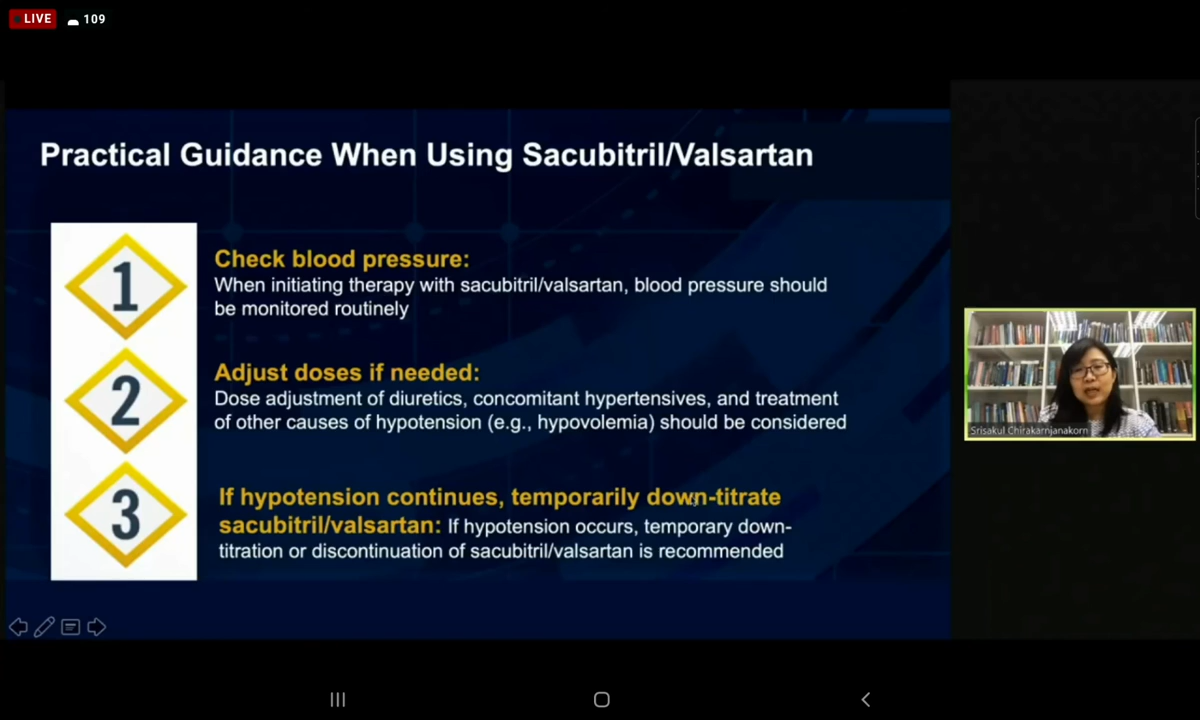 LIVE 109
Practical Guidance When Using Sacubitril/Valsartan
1
Check blood pressure:
When initiating therapy with sacubitril/valsartan, blood pressure should
be monitored routinely
2
Adjust doses if needed:
Dose adjustment of diuretics, concomitant hypertensives, and treatment
of other causes of hypotension (e.g., hypovolemia) should be considered
3
If hypotension continues, temporarily down-titrate
sacubitril/valsartan: If hypotension occurs, temporary down-
titration or discontinuation of sacubitril/valsartan is recommended
Srisakul Chirakarnjanakorn